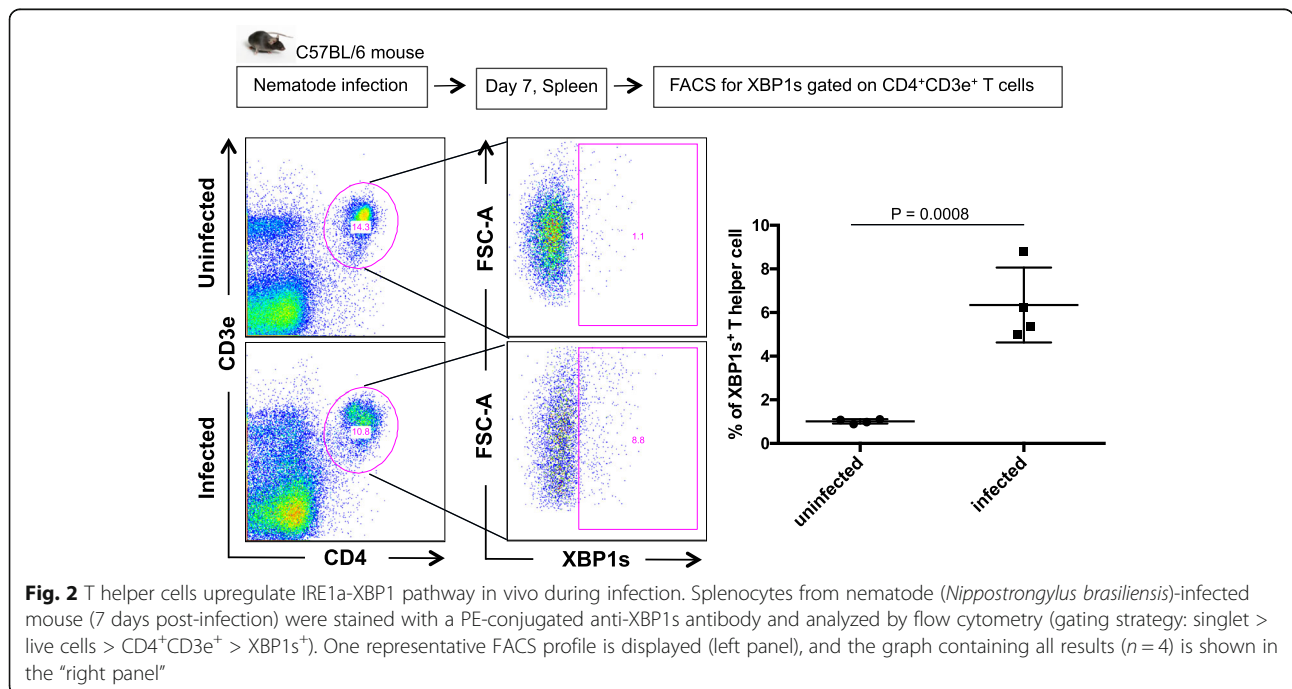 C57BL/6 mouse
Nematode infection
Day 7, Spleen
FACS for XBP1s gated on CD4⁺CD3e⁺ T cells
Uninfected
Infected
CD3e
CD4
14.3
10.8
FSC-A
FSC-A
XBP1s
1.1
8.8
% of XBP1s⁺ T helper cell
P = 0.0008
10
8
6
4
2
0
uninfected
infected
Fig. 2 T helper cells upregulate IRE1a-XBP1 pathway in vivo during infection. Splenocytes from nematode (Nippostrongylus brasiliensis)-infected
mouse (7 days post-infection) were stained with a PE-conjugated anti-XBP1s antibody and analyzed by flow cytometry (gating strategy: singlet >
live cells > CD4⁺CD3e⁺ > XBP1s⁺). One representative FACS profile is displayed (left panel), and the graph containing all results (n = 4) is shown in
the “right panel”